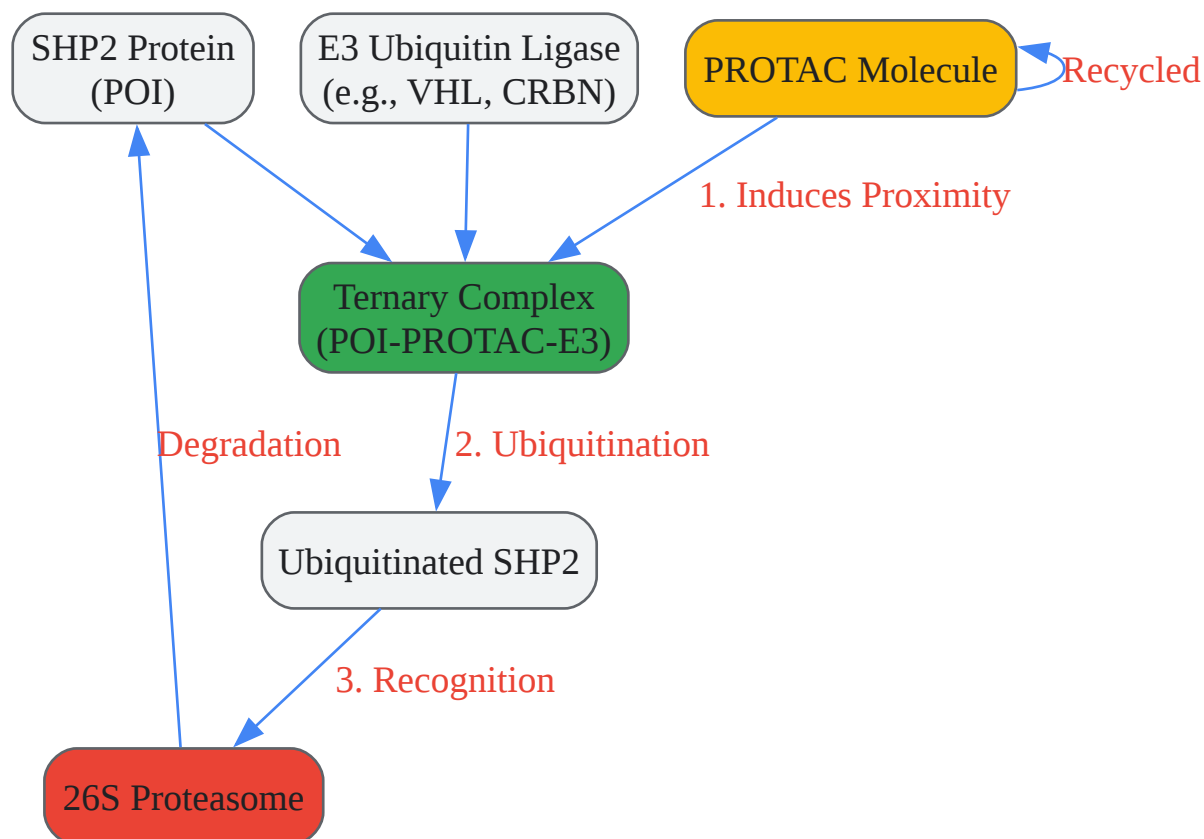 SHP2 Protein
(POI)
E3 Ubiquitin Ligase
(e.g., VHL, CRBN)
PROTAC Molecule
Recycled
1. Induces Proximity
Ternary Complex
(POI-PROTAC-E3)
Degradation
2. Ubiquitination
Ubiquitinated SHP2
3. Recognition
26S Proteasome